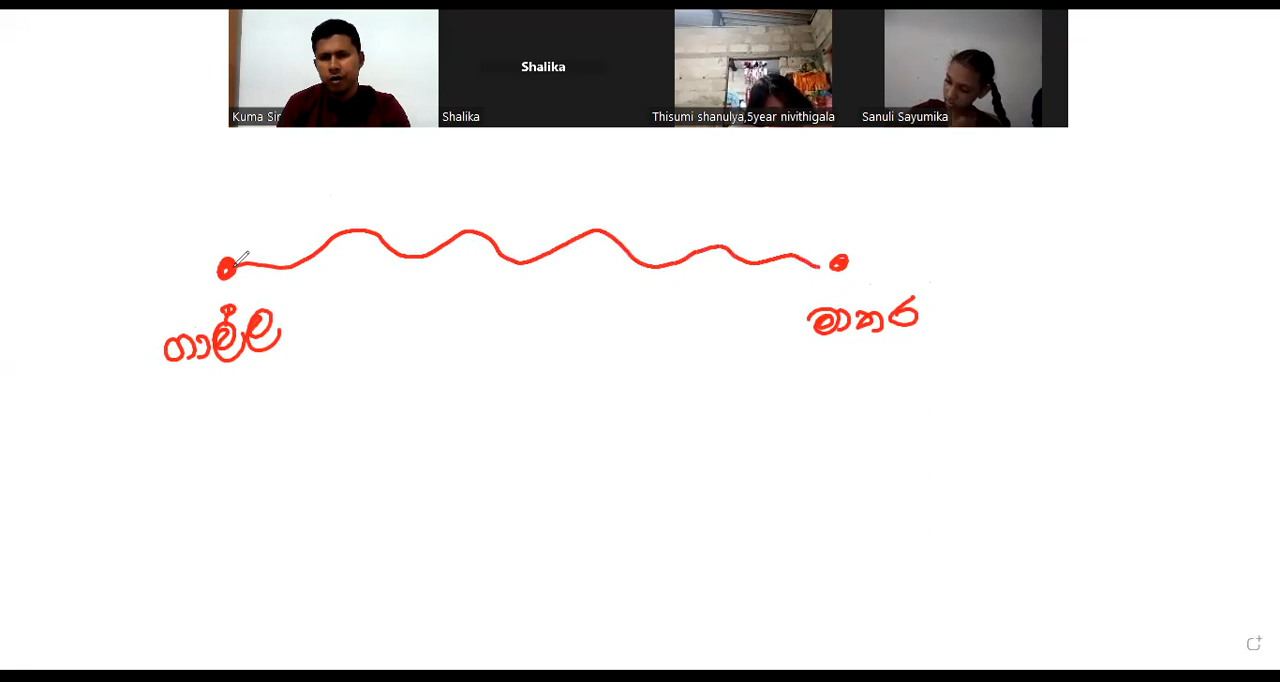 Shalika
Kuma Sir
Shalika
Thisumi shanulya,5year nivithigala
Sanuli Sayumika
ගාල්ල
මාතර